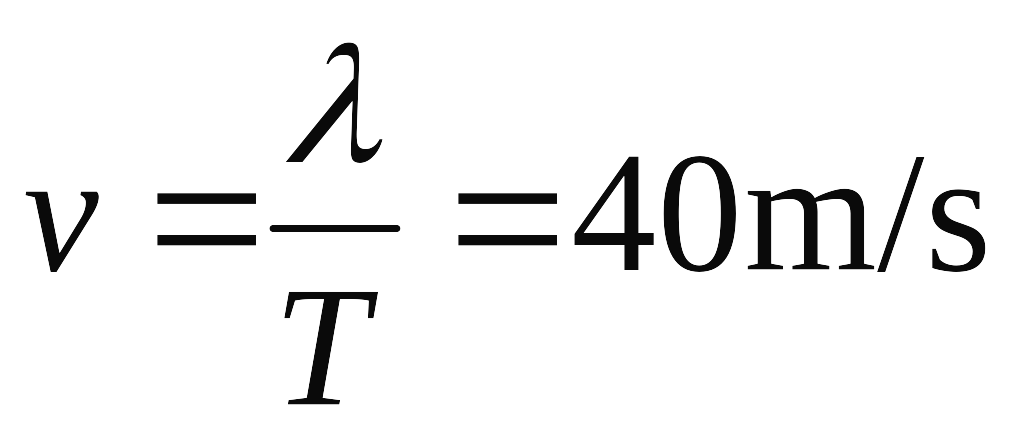 v = λ/T = 40m/s